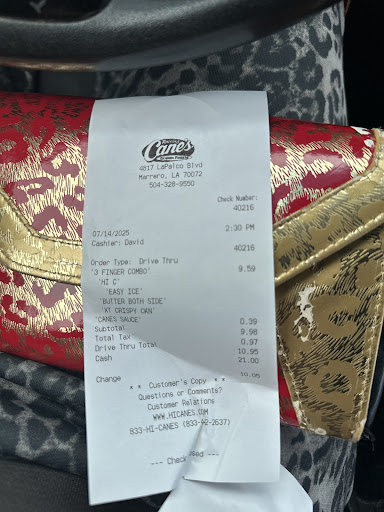 Raising
Cane's
Chicken Fingers
4817 LaPalco Blvd
Marrero, LA 70072
504-328-9550
Check Number:
40216
07/14/2025 2:30 PM
Cashier: David
40216
Order Type: Drive Thru
'3 FINGER COMBO' 9.59
'HI C'
'EASY ICE'
'BUTTER BOTH SIDE'
'X1 CRISPY CKN'
'CANES SAUCE' 0.39
Subtotal 9.98
Total Tax 0.97
Drive Thru Total 10.95
Cash 21.00
Change 10.05
* * Customer's Copy * *
Questions or Comments?
Customer Relations
WWW.HICANES.COM
833-HI-CANES (833-42-2637)
--- Check sed ---